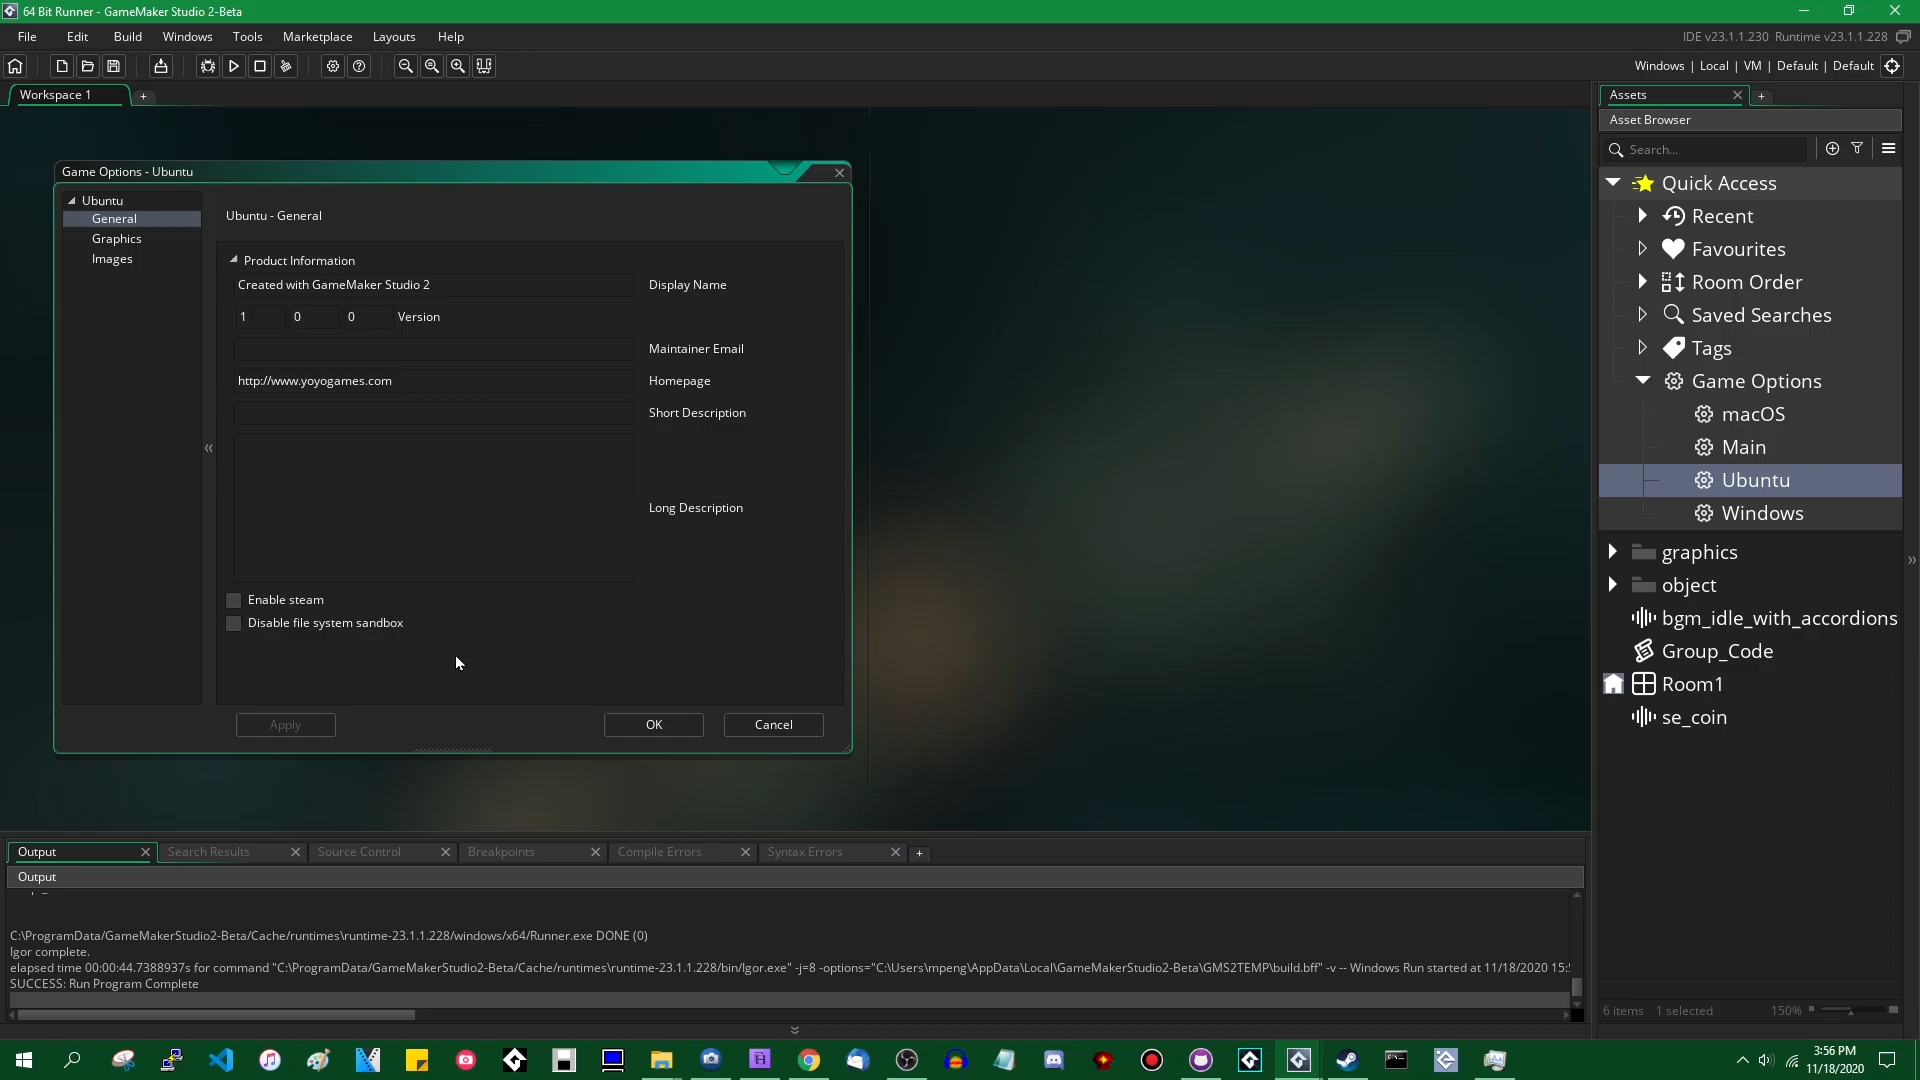 64 Bit Runner - GameMaker Studio 2-Beta
File Edit Build Windows Tools Marketplace Layouts Help
IDE v23.1.1.230 Runtime v23.1.1.228
Windows | Local | VM | Default | Default
Workspace 1
Game Options - Ubuntu
Ubuntu
General
Graphics
Images
Ubuntu - General
Product Information
Created with GameMaker Studio 2 Display Name
1 0 0 Version
Maintainer Email
http://www.yoyogames.com Homepage
Short Description
Long Description
Enable steam
Disable file system sandbox
Apply OK Cancel
Assets
Asset Browser
Search...
Quick Access
Recent
Favourites
Room Order
Saved Searches
Tags
Game Options
macOS
Main
Ubuntu
Windows
graphics
object
bgm_idle_with_accordions
Group_Code
Room1
se_coin
6 items 1 selected 150%
Output Search Results Source Control Breakpoints Compile Errors Syntax Errors
Output
C:\ProgramData/GameMakerStudio2-Beta/Cache/runtimes\runtime-23.1.1.228/windows/x64/Runner.exe DONE (0)
Igor complete.
elapsed time 00:00:44.7388937s for command "C:\ProgramData/GameMakerStudio2-Beta/Cache/runtimes\runtime-23.1.1.228/bin/Igor.exe" -j=8 -options="C:\Users\mpeng\AppData\Local\GameMakerStudio2-Beta\GMS2TEMP\build.bff" -v -- Windows Run started at 11/18/2020 15:
SUCCESS: Run Program Complete
3:56 PM
11/18/2020